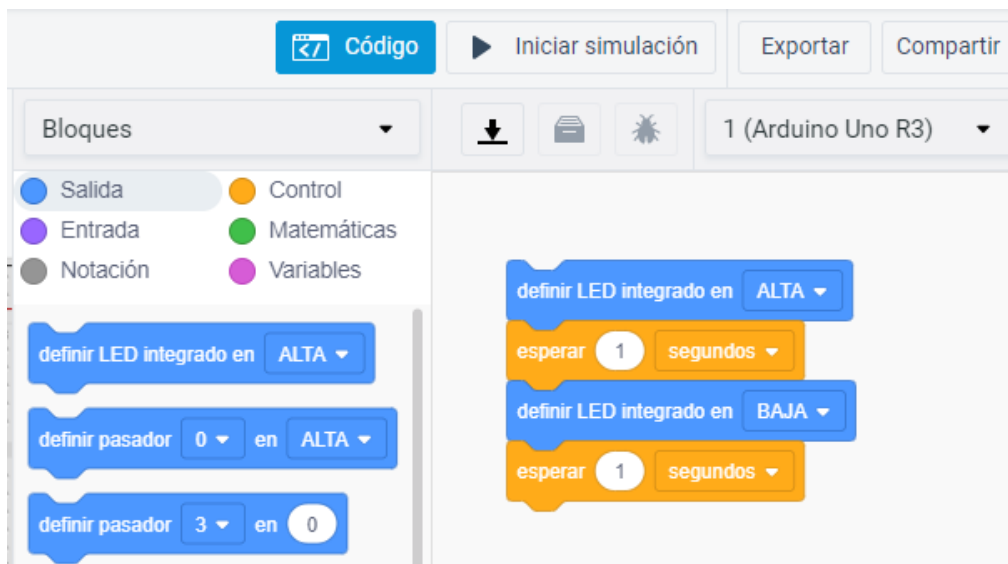 Código
Iniciar simulación
Exportar
Compartir
Bloques
1 (Arduino Uno R3)
Salida
Control
Entrada
Matemáticas
Notación
Variables
definir LED integrado en ALTA
definir pasador 0 en ALTA
definir pasador 3 en 0
definir LED integrado en ALTA
esperar 1 segundos
definir LED integrado en BAJA
esperar 1 segundos